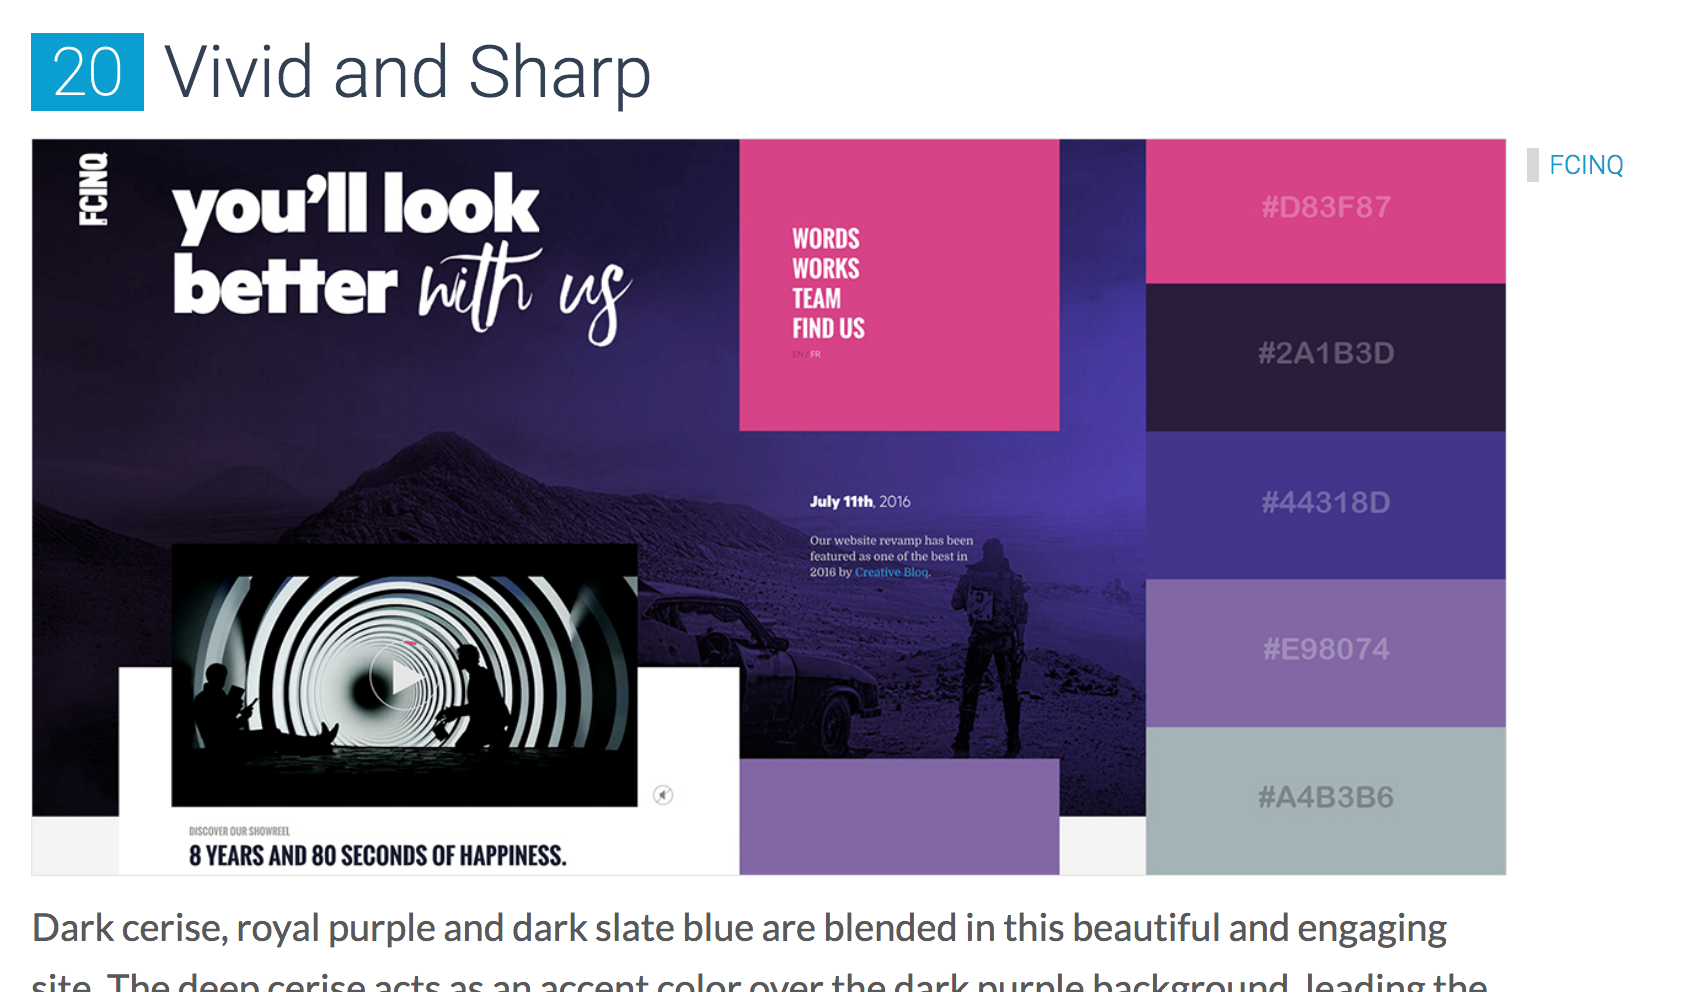 20 Vivid and Sharp
FCINQ
you'll look
better with us
WORDS
WORKS
TEAM
FIND US
EN / FR
July 11th, 2016
Our website revamp has been
featured as one of the best in
2016 by Creative Bloq.
DISCOVER OUR SHOWREEL
8 YEARS AND 80 SECONDS OF HAPPINESS.
#D83F87
#2A1B3D
#44318D
#E98074
#A4B3B6
FCINQ
Dark cerise, royal purple and dark slate blue are blended in this beautiful and engaging
site. The deep cerise acts as an accent color over the dark purple background, leading the